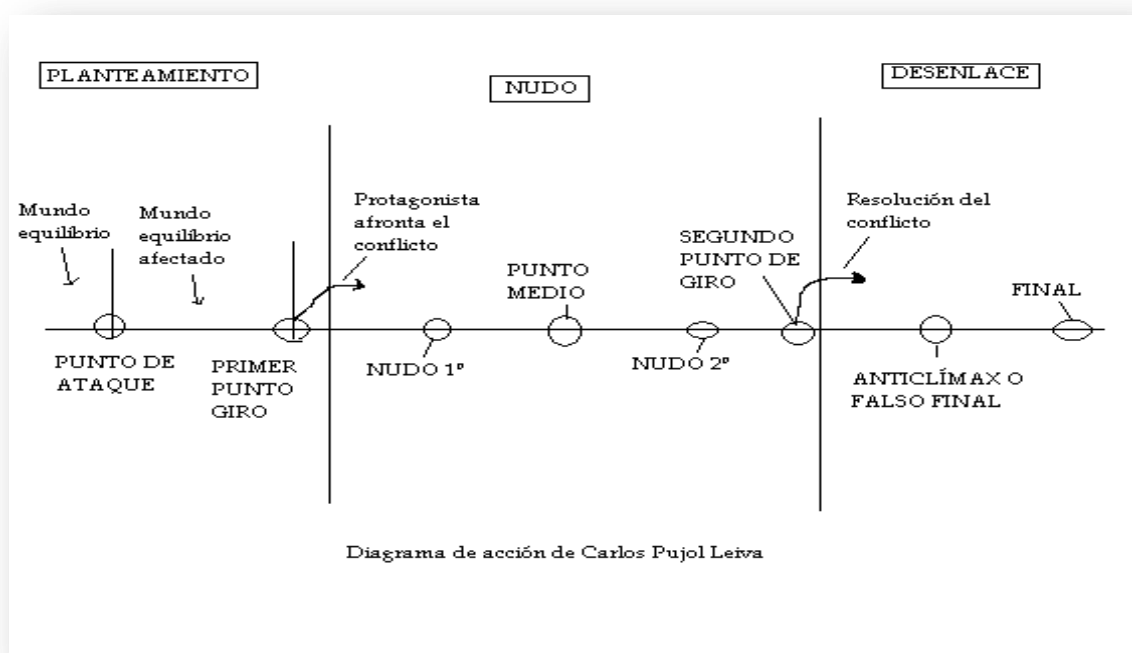 PLANTEAMIENTO
NUDO
DESENLACE
Mundo
equilibrio
Mundo
equilibrio
afectado
Protagonista
afronta el
conflicto
PUNTO
MEDIO
SEGUNDO
PUNTO DE
GIRO
Resolución del
conflicto
FINAL
PUNTO DE
ATAQUE
PRIMER
PUNTO
GIRO
NUDO 1º
NUDO 2º
ANTICLÍMAX O
FALSO FINAL
Diagrama de acción de Carlos Pujol Leiva